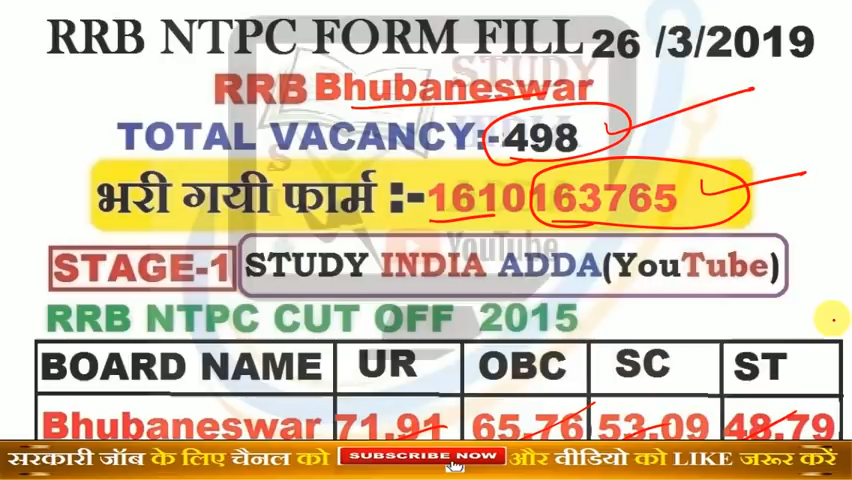 RRB NTPC FORM FILL 26 /3/2019
RRB Bhubaneswar
TOTAL VACANCY:-498
भरी गयी फार्म :-1610163765
YouTube
STAGE-1 STUDY INDIA ADDA(YouTube)
RRB NTPC CUT OFF 2015
BOARD NAME UR OBC SC ST
Bhubaneswar 71.91 65.76 53.09 48.79
सरकारी जॉब के लिए चैनल को SUBSCRIBE NOW और वीडियो को LIKE जरूर करें